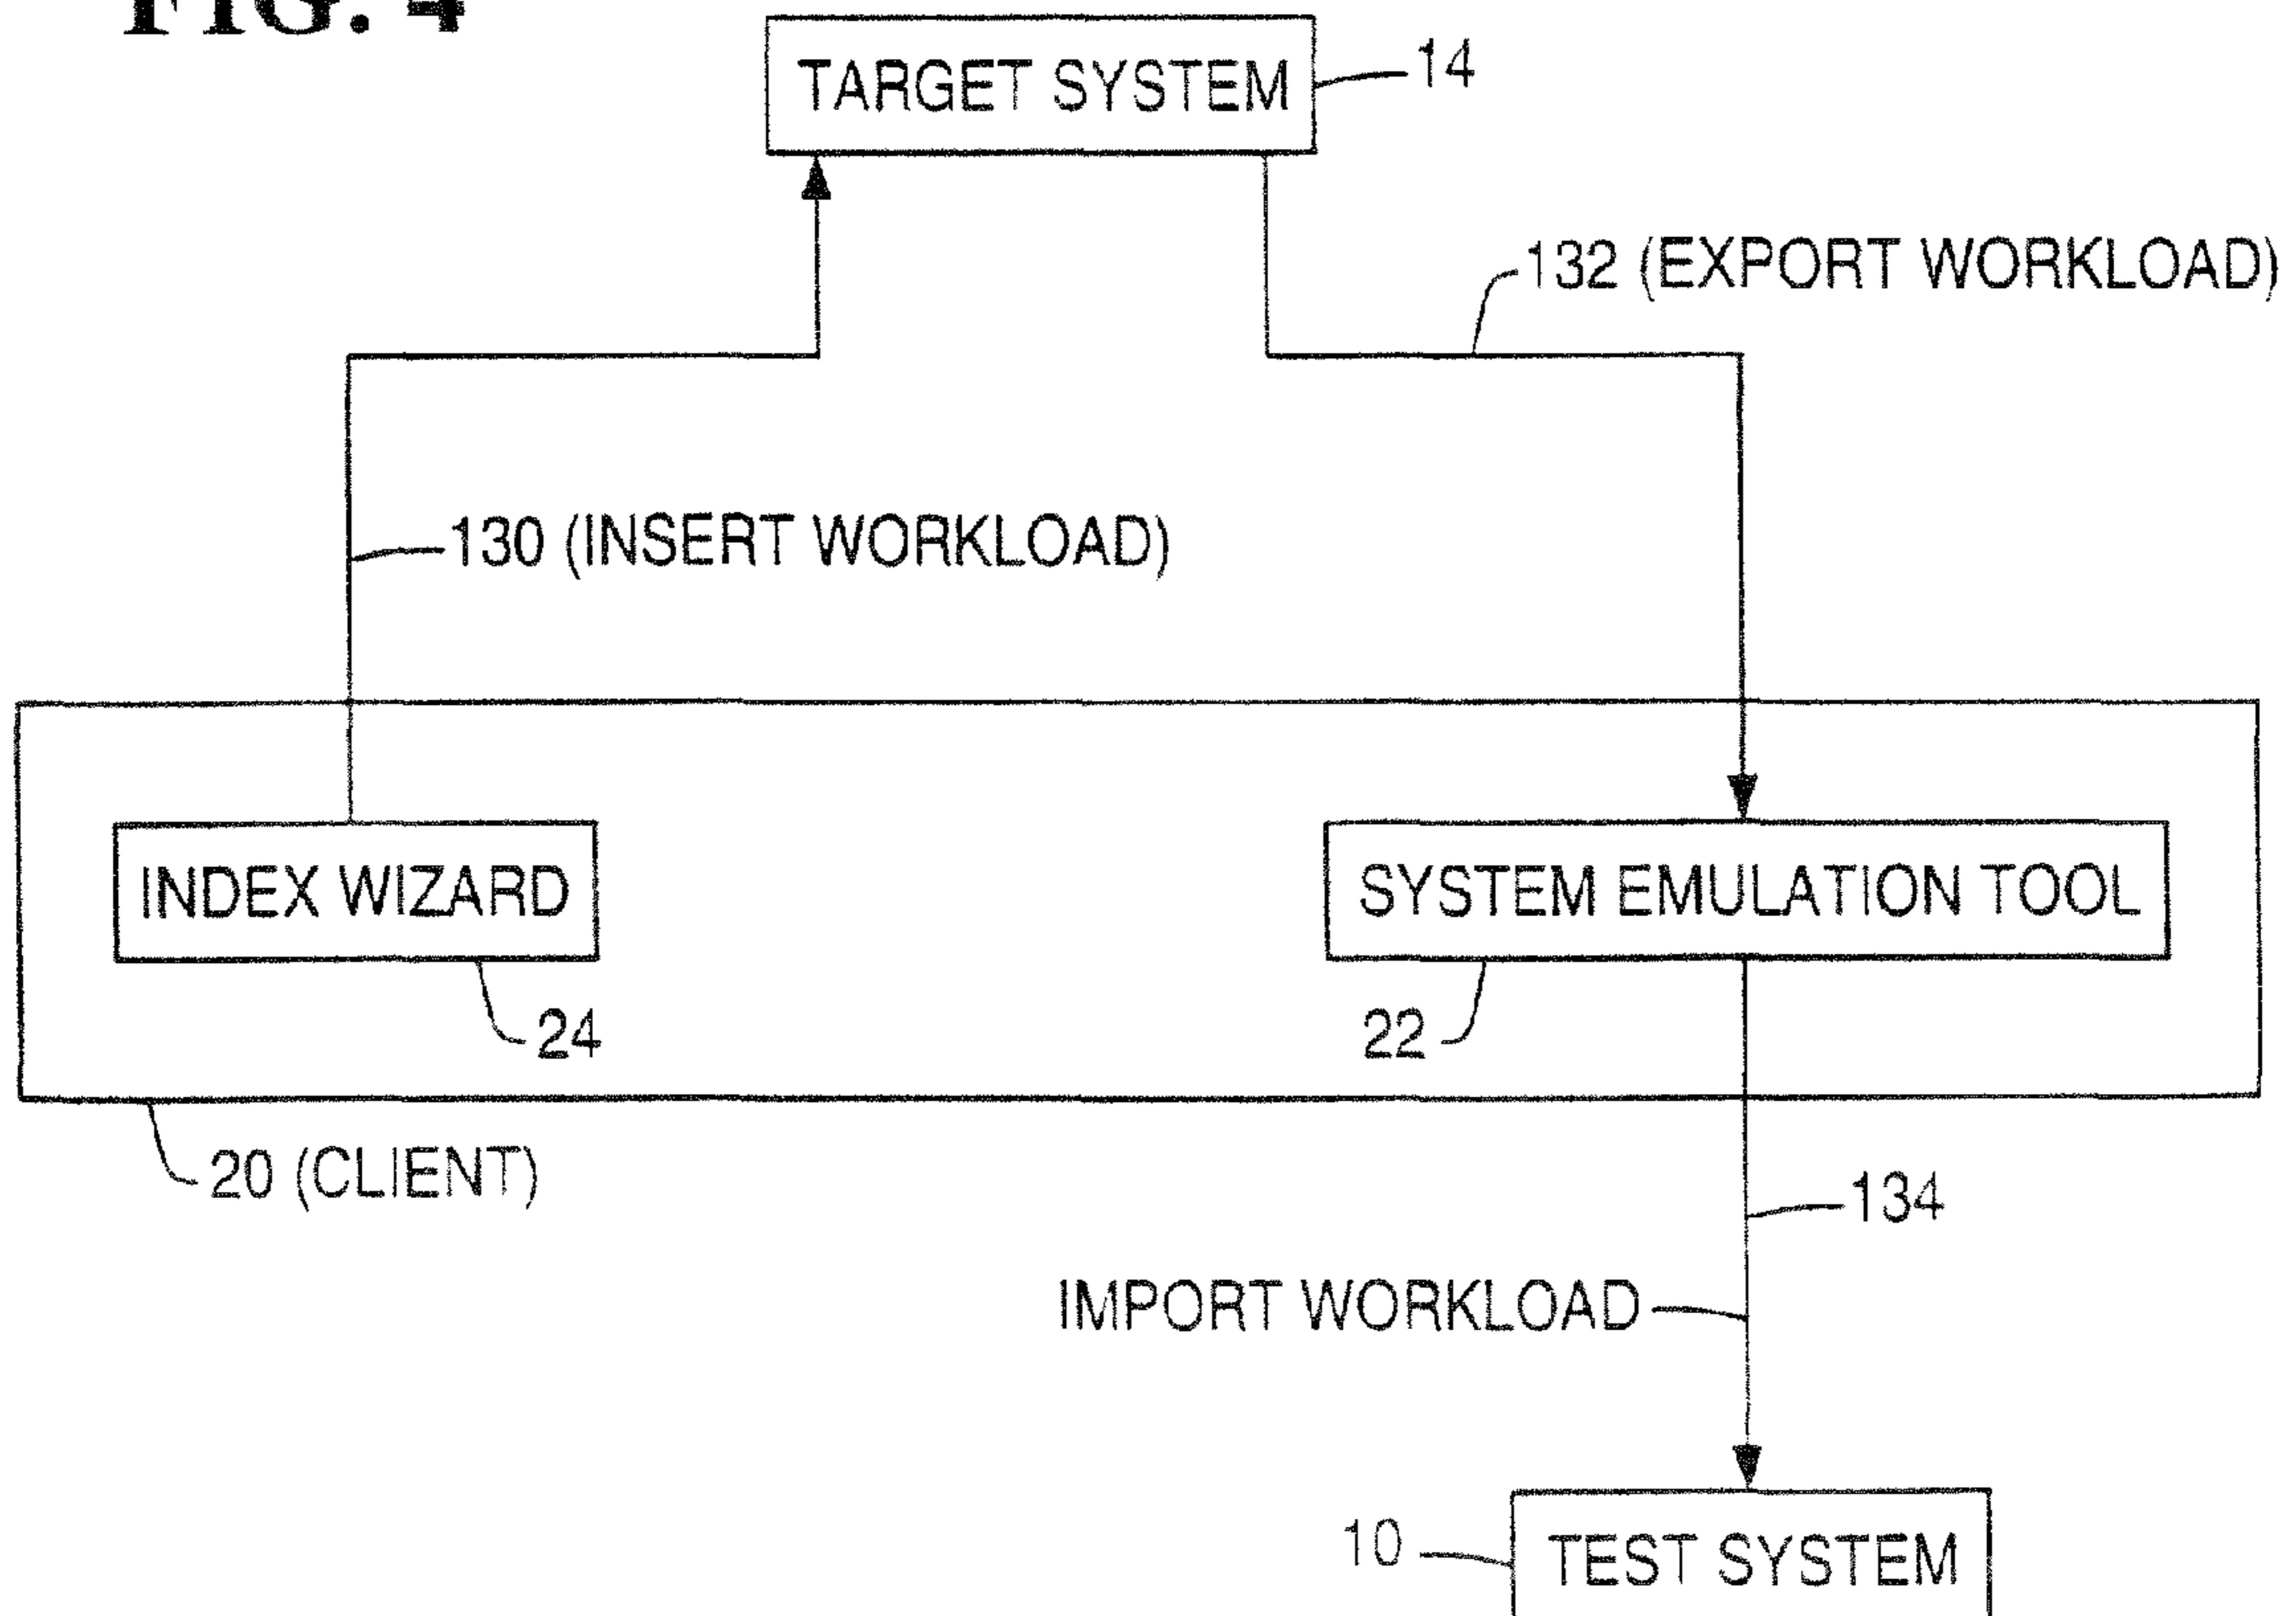 FIG. 4
TARGET SYSTEM
14
132 (EXPORT WORKLOAD)
130 (INSERT WORKLOAD)
INDEX WIZARD
SYSTEM EMULATION TOOL
24
22
20 (CLIENT)
134
IMPORT WORKLOAD
10
TEST SYSTEM